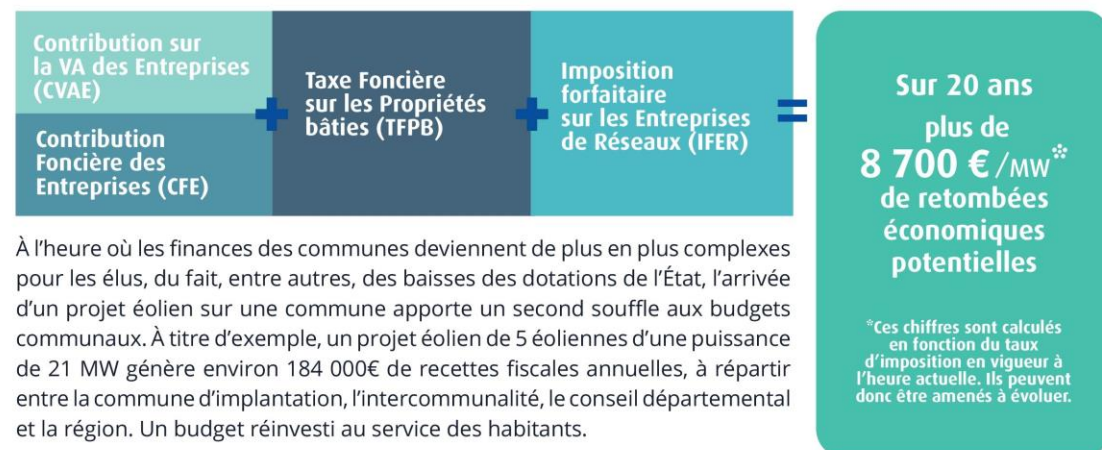 Contribution sur
la VA des Entreprises
(CVAE)
Contribution
Foncière des
Entreprises (CFE)
+
Taxe Foncière
sur les Propriétés
bâties (TFPB)
+
Imposition
forfaitaire
sur les Entreprises
de Réseaux (IFER)
=
Sur 20 ans
plus de
8 700 €/MW*
de retombées
économiques
potentielles
*Ces chiffres sont calculés
en fonction du taux
d’imposition en vigueur à
l’heure actuelle. Ils peuvent
donc être amenés à évoluer.
À l’heure où les finances des communes deviennent de plus en plus complexes
pour les élus, du fait, entre autres, des baisses des dotations de l’État, l’arrivée
d’un projet éolien sur une commune apporte un second souffle aux budgets
communaux. À titre d’exemple, un projet éolien de 5 éoliennes d’une puissance
de 21 MW génère environ 184 000€ de recettes fiscales annuelles, à répartir
entre la commune d’implantation, l’intercommunalité, le conseil départemental
et la région. Un budget réinvesti au service des habitants.